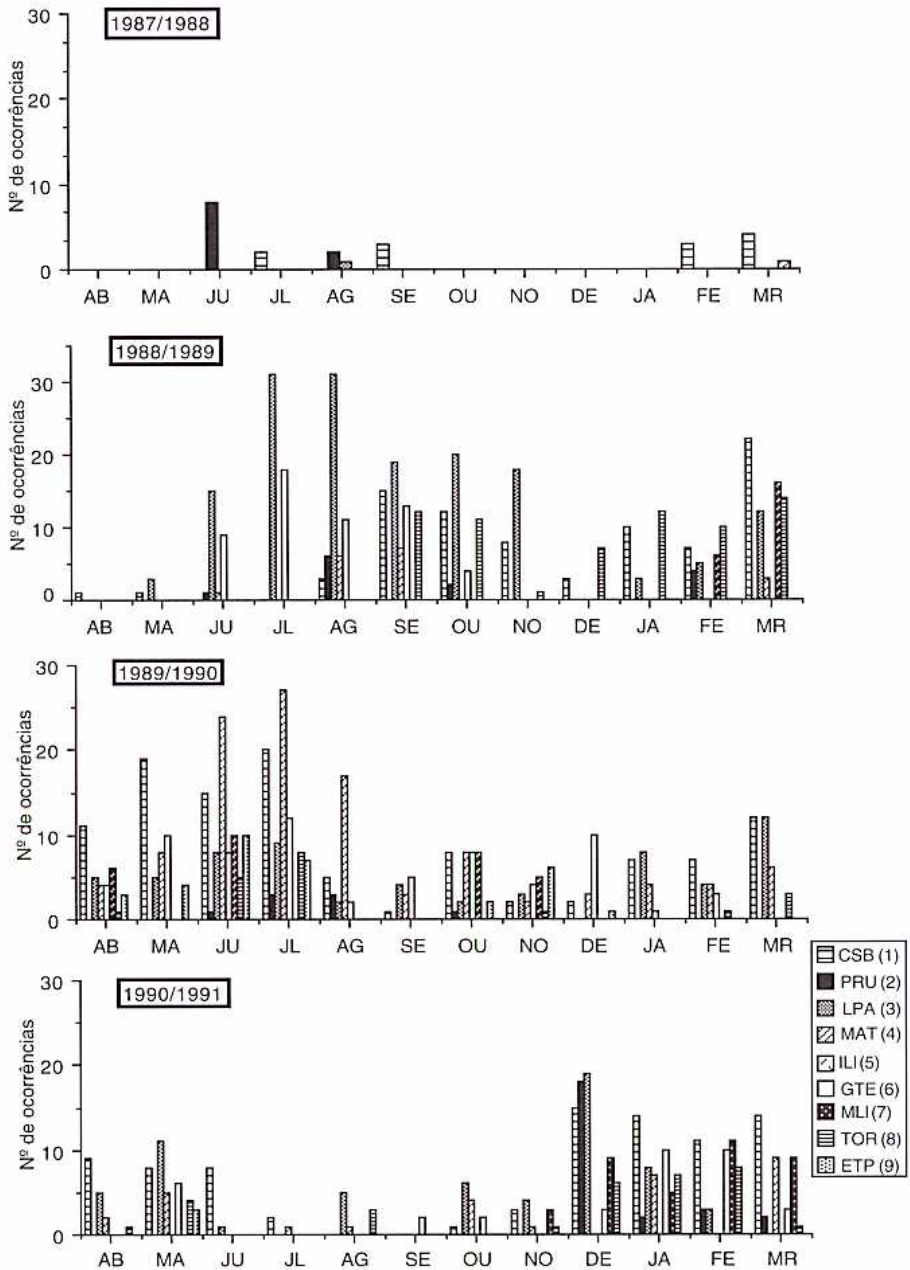 1987/1988
Nº de ocorrências
30
20
10
0
AB MA JU JL AG SE OU NO DE JA FE MR
1988/1989
Nº de ocorrências
30
20
10
0
AB MA JU JL AG SE OU NO DE JA FE MR
1989/1990
Nº de ocorrências
30
20
10
0
AB MA JU JL AG SE OU NO DE JA FE MR
1990/1991
Nº de ocorrências
30
20
10
0
AB MA JU JL AG SE OU NO DE JA FE MR
CSB (1)
PRU (2)
LPA (3)
MAT (4)
ILI (5)
GTE (6)
MLI (7)
TOR (8)
ETP (9)